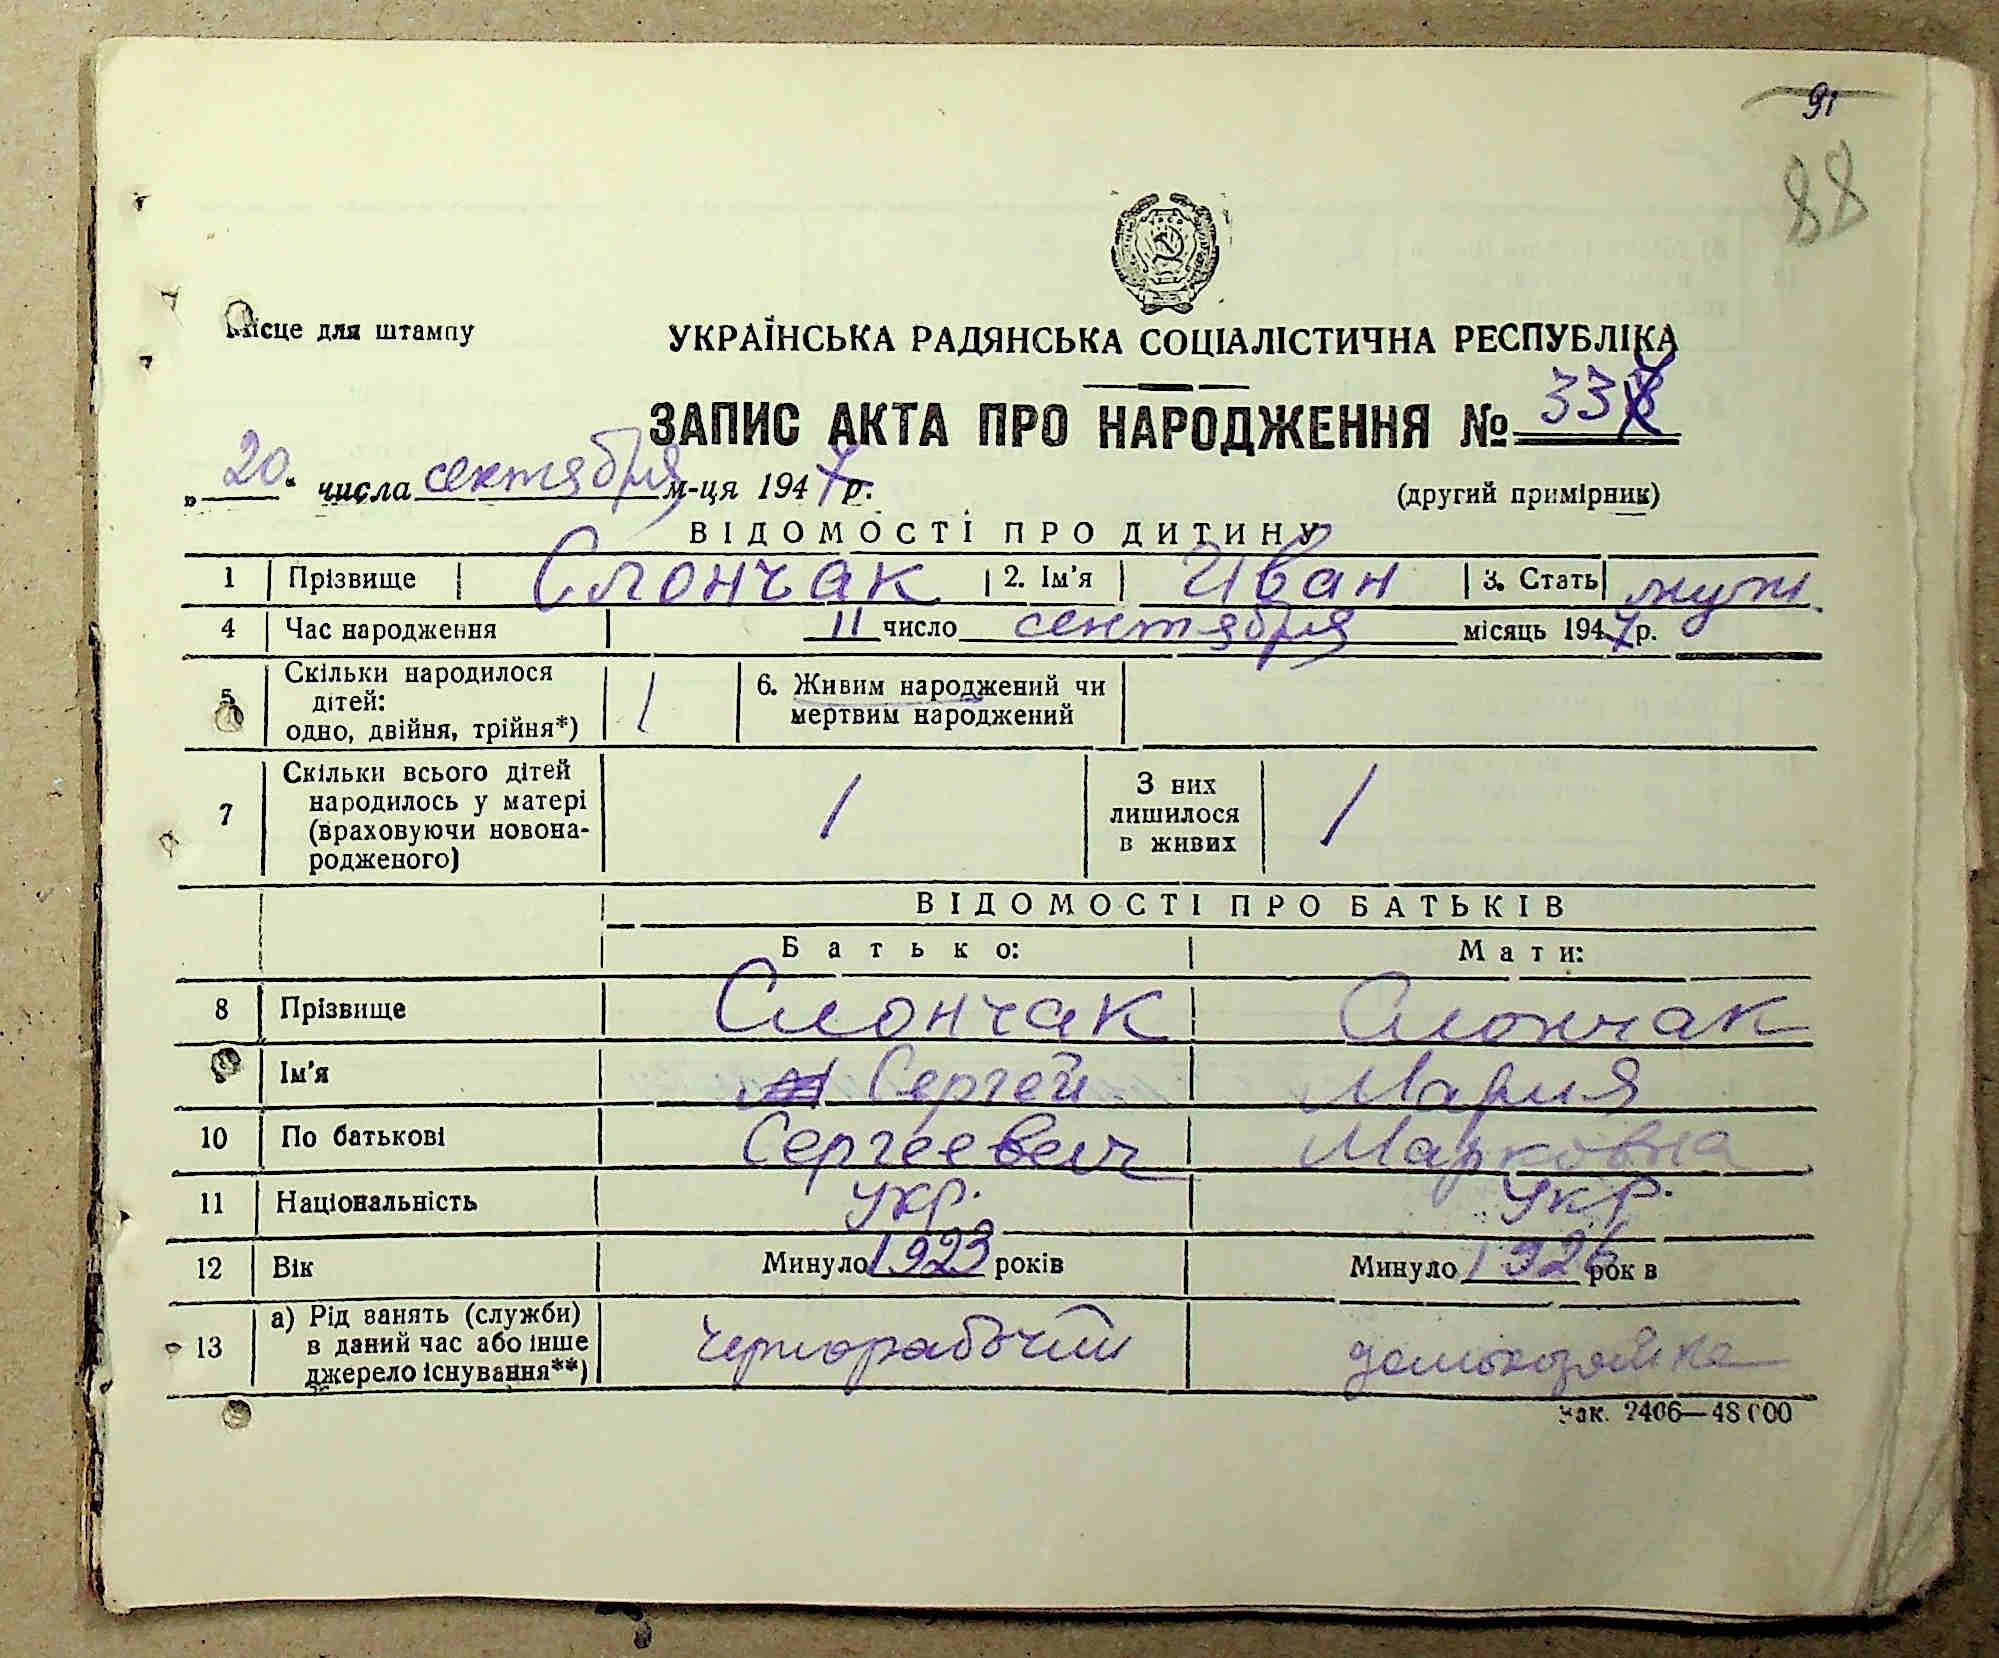 91
88
Місце для штампу
УКРАЇНСЬКА РАДЯНСЬКА СОЦІАЛІСТИЧНА РЕСПУБЛІКА
ЗАПИС АКТА ПРО НАРОДЖЕННЯ № 337
„20“ числа сентября м-ця 1947 р.
(другий примірник)
ВІДОМОСТІ ПРО ДИТИНУ
1 Прізвище Слончак 2. Ім'я Иван 3. Стать муж.
4 Час народження 11 число сентября місяць 1947 р.
5 Скільки народилося дітей: одно, двійня, трійня*) 1 6. Живим народжений чи мертвим народжений
7 Скільки всього дітей народилось у матері (враховуючи новонародженого) 1 З них лишилося в живих 1
ВІДОМОСТІ ПРО БАТЬКІВ
Батько: Мати:
8 Прізвище Слончак Слончак
Ім'я Сергей Мария
10 По батькові Сергеевич Марковна
11 Національність укр. укр.
12 Вік Минуло 1923 років Минуло 1926 рок в
13 а) Рід занять (служби) в даний час або інше джерело існування**) чернорабочий домохозяйка
Зак. 2406—48000